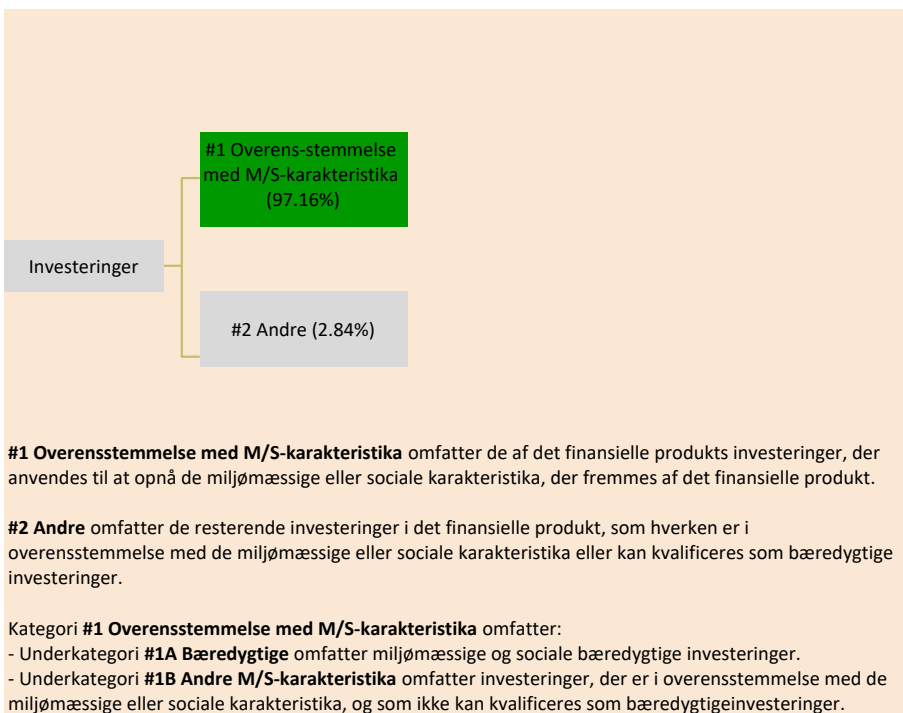 #1 Overens-stemmelse
med M/S-karakteristika
(97.16%)
Investeringer
#2 Andre (2.84%)
#1 Overensstemmelse med M/S-karakteristika omfatter de af det finansielle produkts investeringer, der
anvendes til at opnå de miljømæssige eller sociale karakteristika, der fremmes af det finansielle produkt.
#2 Andre omfatter de resterende investeringer i det finansielle produkt, som hverken er i
overensstemmelse med de miljømæssige eller sociale karakteristika eller kan kvalificeres som bæredygtige
investeringer.
Kategori #1 Overensstemmelse med M/S-karakteristika omfatter:
- Underkategori #1A Bæredygtige omfatter miljømæssige og sociale bæredygtige investeringer.
- Underkategori #1B Andre M/S-karakteristika omfatter investeringer, der er i overensstemmelse med de
miljømæssige eller sociale karakteristika, og som ikke kan kvalificeres som bæredygtigeinvesteringer.